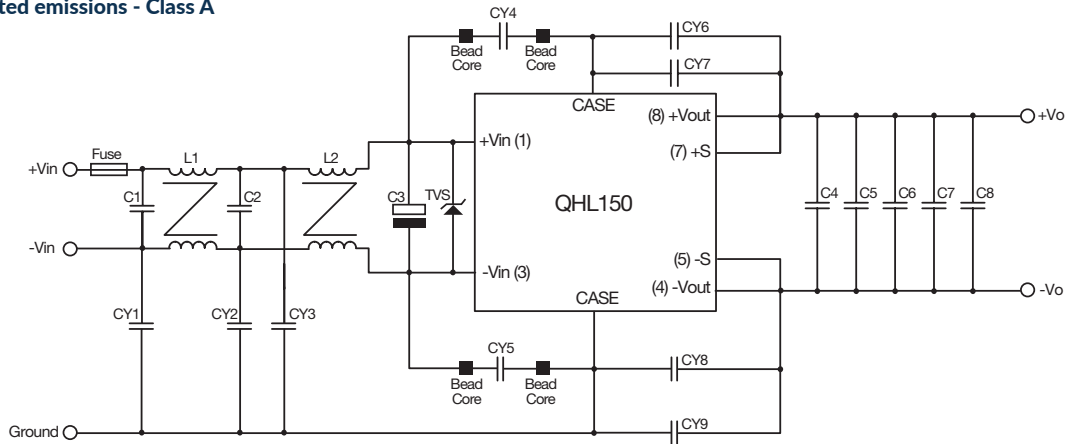 ted emissions - Class A
CY4
CY6
Bead
Core
Bead
Core
CY7
CASE
(8) +Vout
+Vo
+Vin (1)
(7) +S
Fuse
L1
L2
+Vin
C1
C2
C3
TVS
QHL150
C4
C5
C6
C7
C8
-Vin
(5) -S
-Vin (3)
(4) -Vout
-Vo
CASE
CY1
CY2
CY3
CY5
CY8
Bead
Core
Bead
Core
CY9
Ground